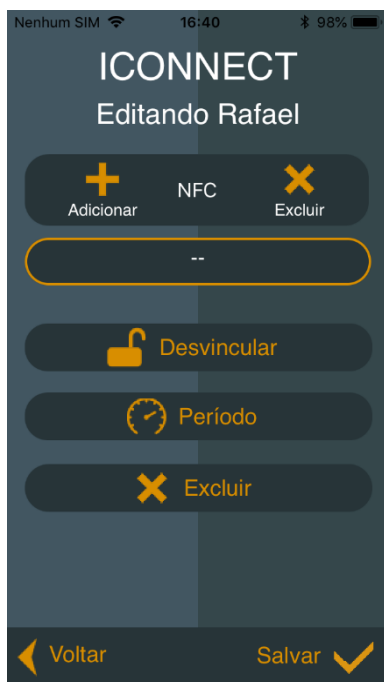 Nenhum SIM 16:40 98%
ICONNECT
Editando Rafael
Adicionar NFC Excluir
--
Desvincular
Período
Excluir
Voltar Salvar